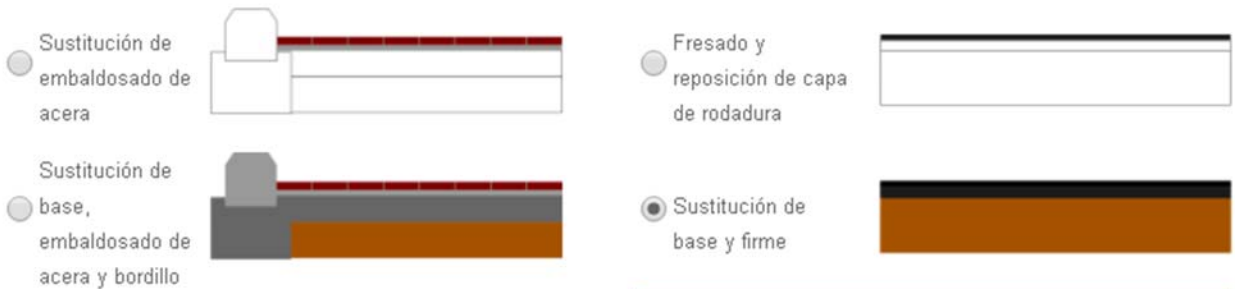 Sustitución de
embaldosado de
acera
Fresado y
reposición de capa
de rodadura
Sustitución de
base,
embaldosado de
acera y bordillo
Sustitución de
base y firme